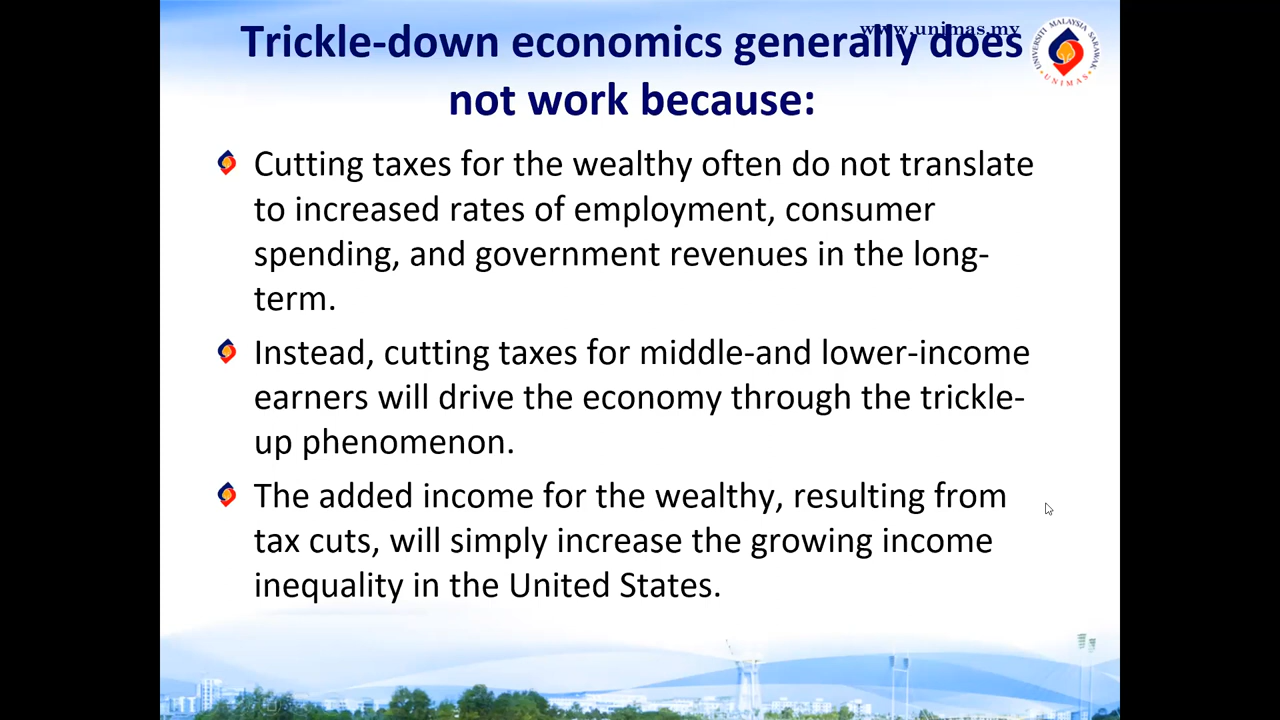 www.unimas.my
Trickle-down economics generally does
not work because:
UNIVERSITI MALAYSIA SARAWAK
UNIMAS
Cutting taxes for the wealthy often do not translate
to increased rates of employment, consumer
spending, and government revenues in the long-
term.
Instead, cutting taxes for middle-and lower-income
earners will drive the economy through the trickle-
up phenomenon.
The added income for the wealthy, resulting from
tax cuts, will simply increase the growing income
inequality in the United States.